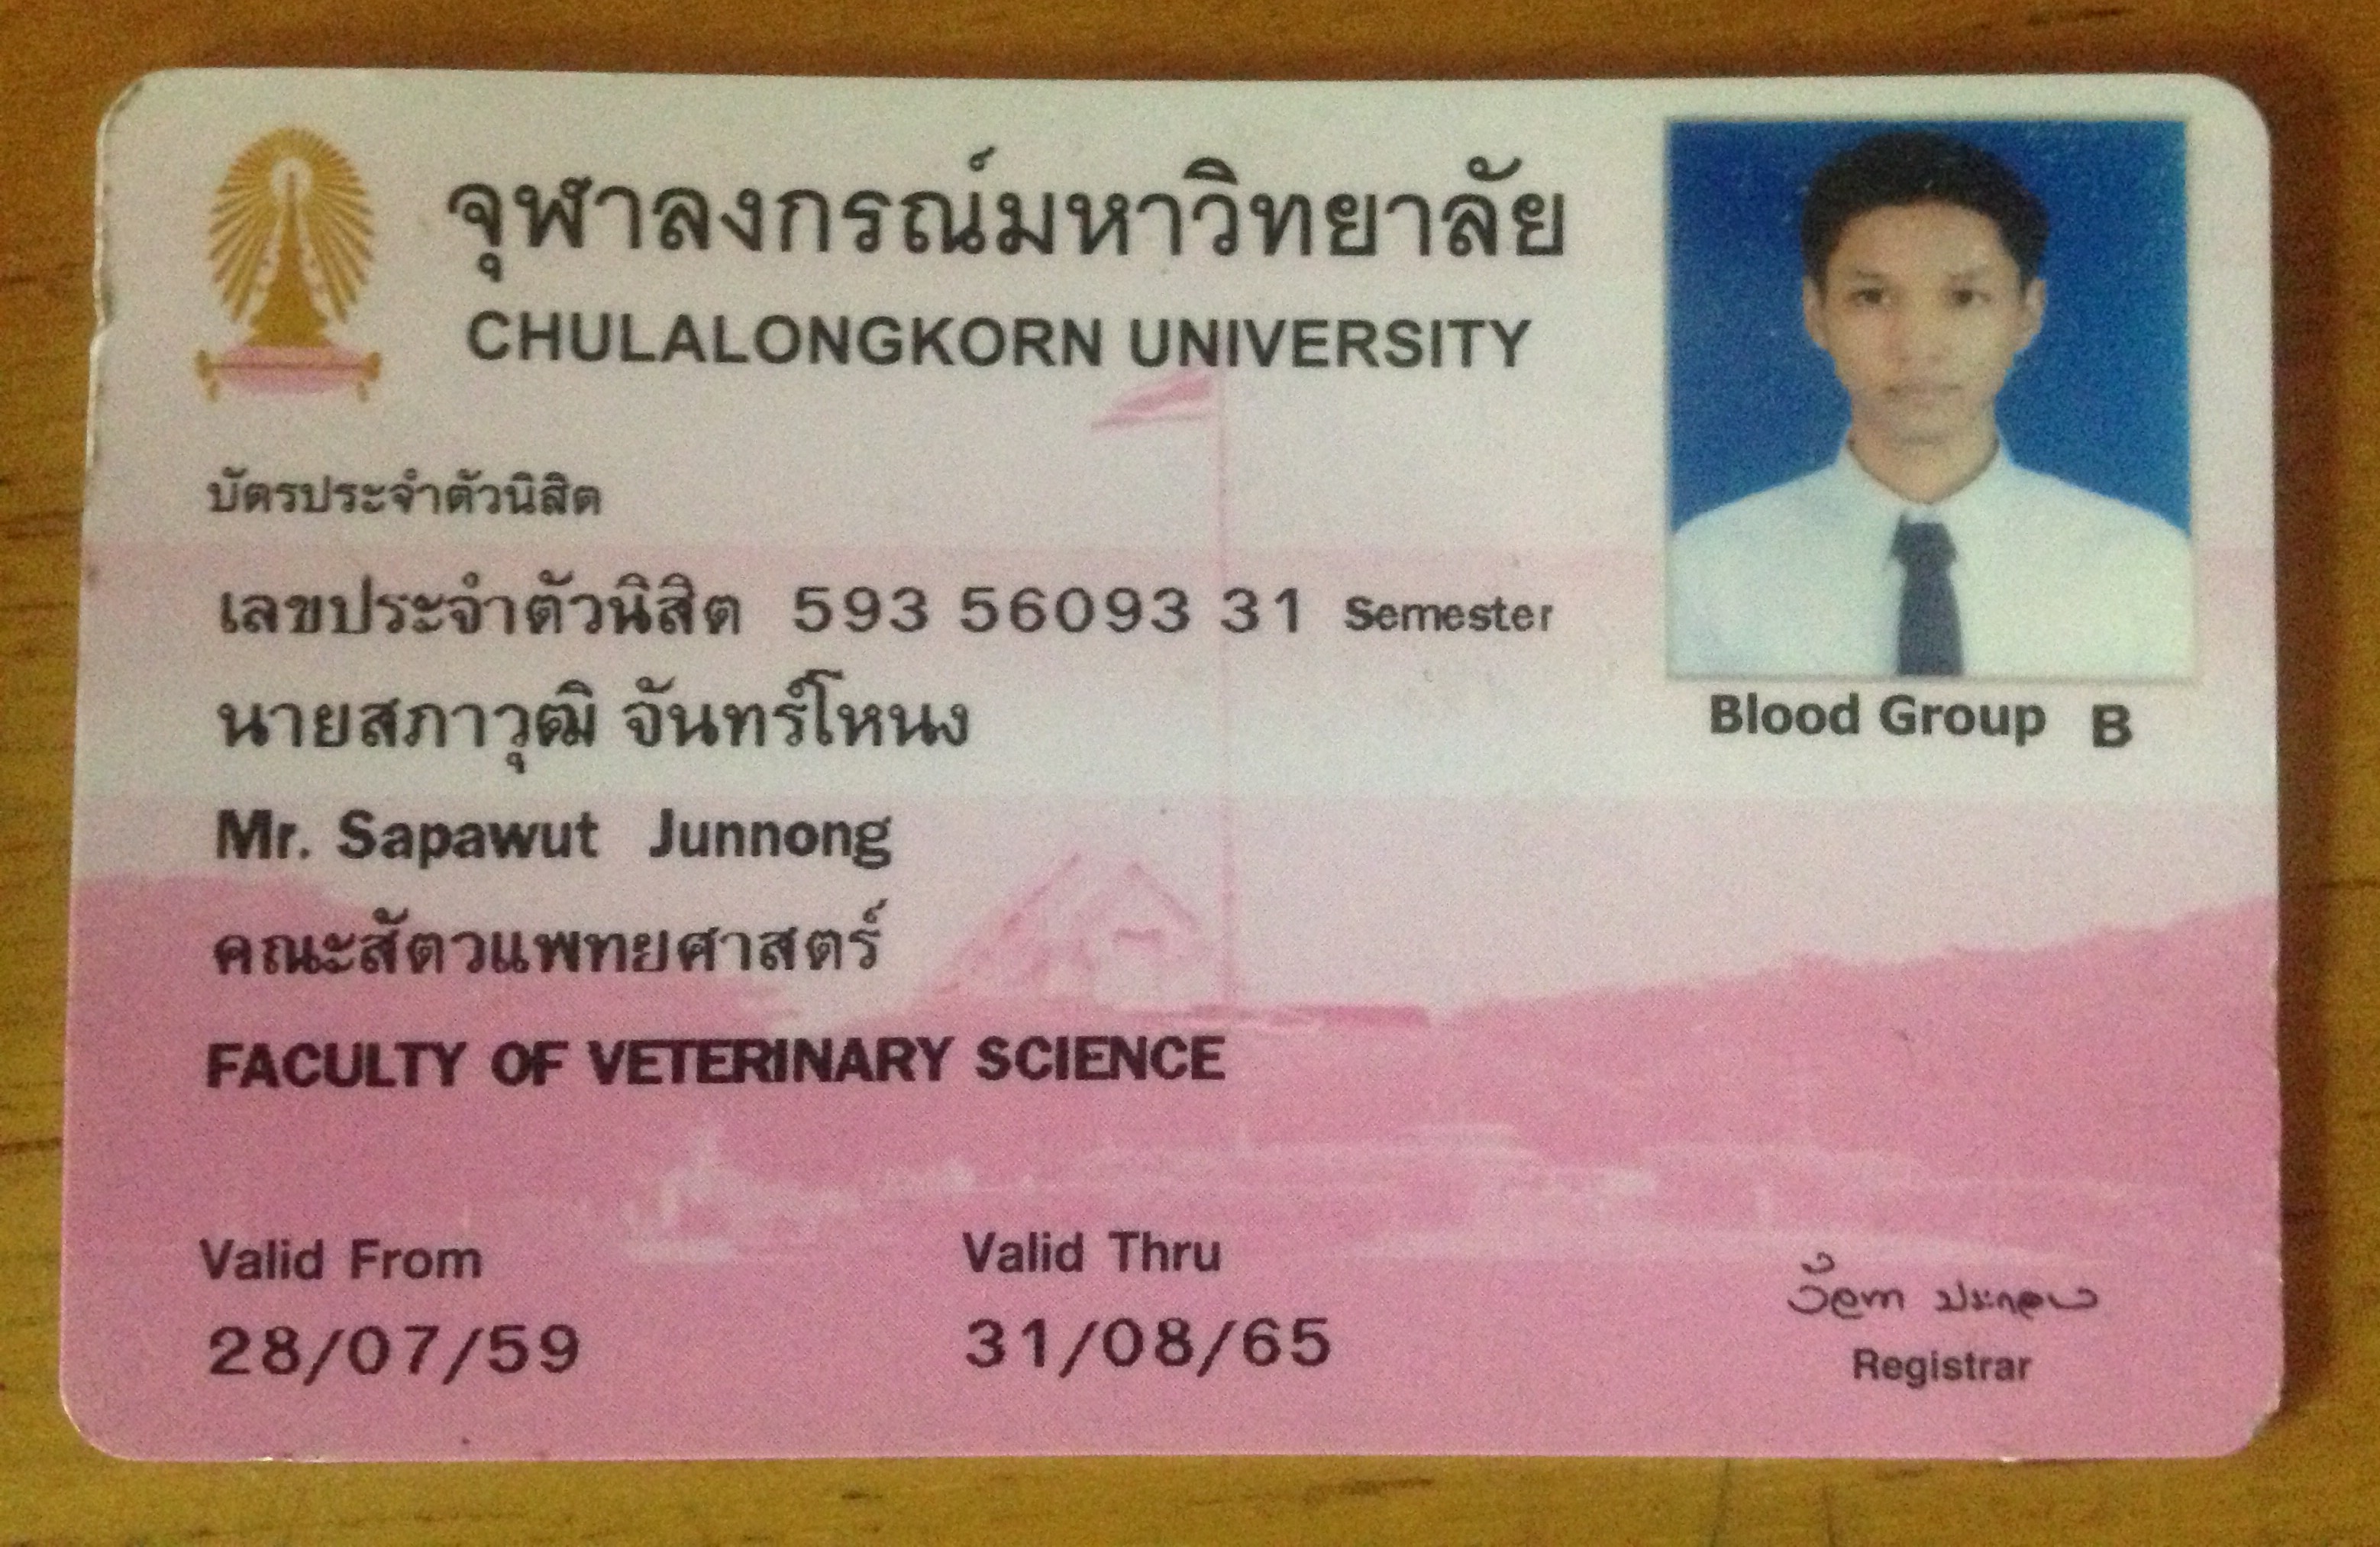 จุฬาลงกรณ์มหาวิทยาลัย
CHULALONGKORN UNIVERSITY
บัตรประจำตัวนิสิต
เลขประจำตัวนิสิต 593 56093 31 Semester
นายสภาวุฒิ จันทร์โหนง
Mr. Sapawut Junnong
คณะสัตวแพทยศาสตร์
FACULTY OF VETERINARY SCIENCE
Blood Group B
Valid From
28/07/59
Valid Thru
31/08/65
Registrar